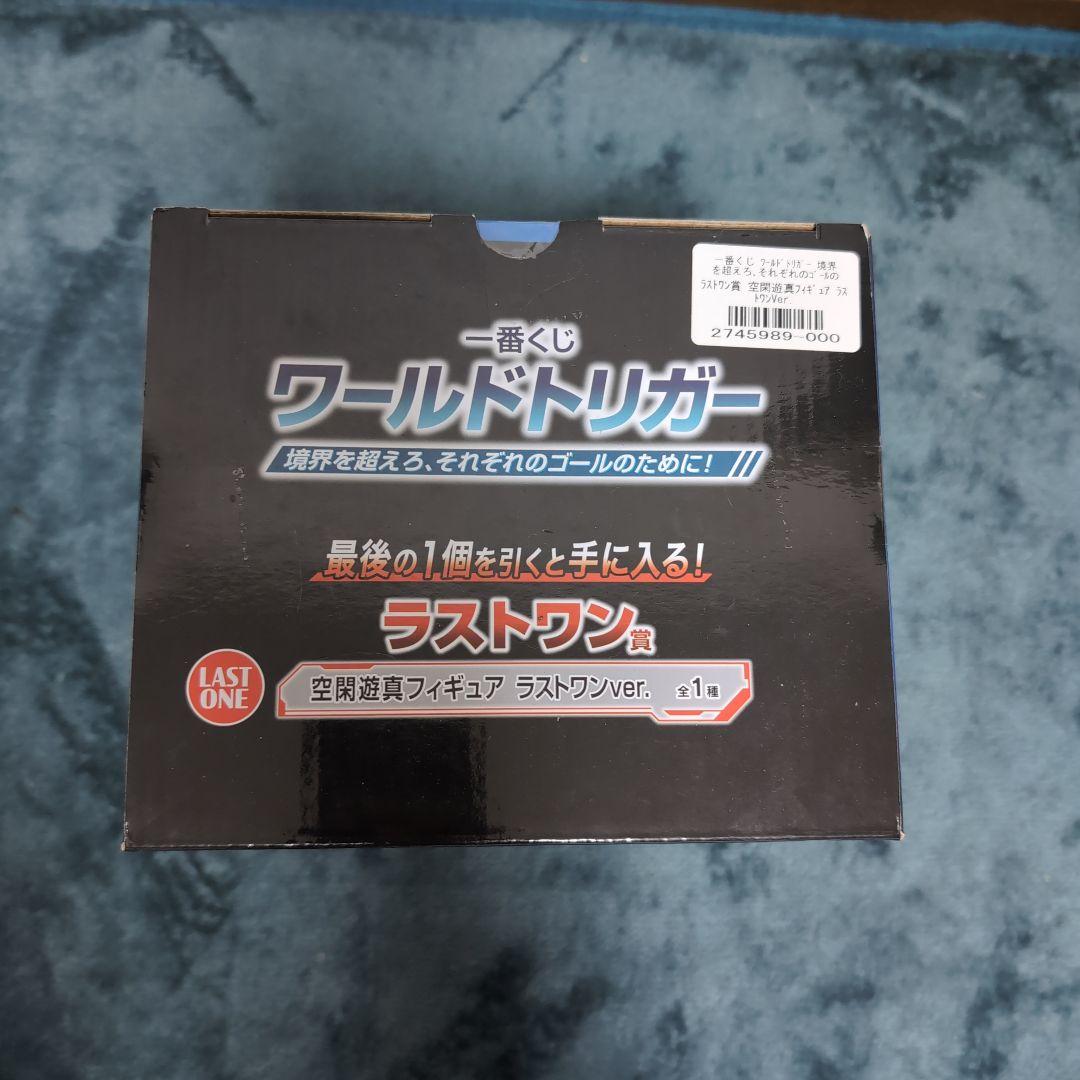 一番くじ ﾜｰﾙﾄﾞﾄﾘｶﾞｰ 境界
を超えろ､それぞれのｺﾞｰﾙの
ﾗｽﾄﾜﾝ賞 空閑遊真ﾌｨｷﾞｭｱ ﾗｽ
ﾄﾜﾝVer.
2745989-000
一番くじ
ワールドトリガー
境界を超えろ、それぞれのゴールのために!
最後の1個を引くと手に入る!
ラストワン賞
LAST
ONE
空閑遊真フィギュア ラストワンver. 全1種